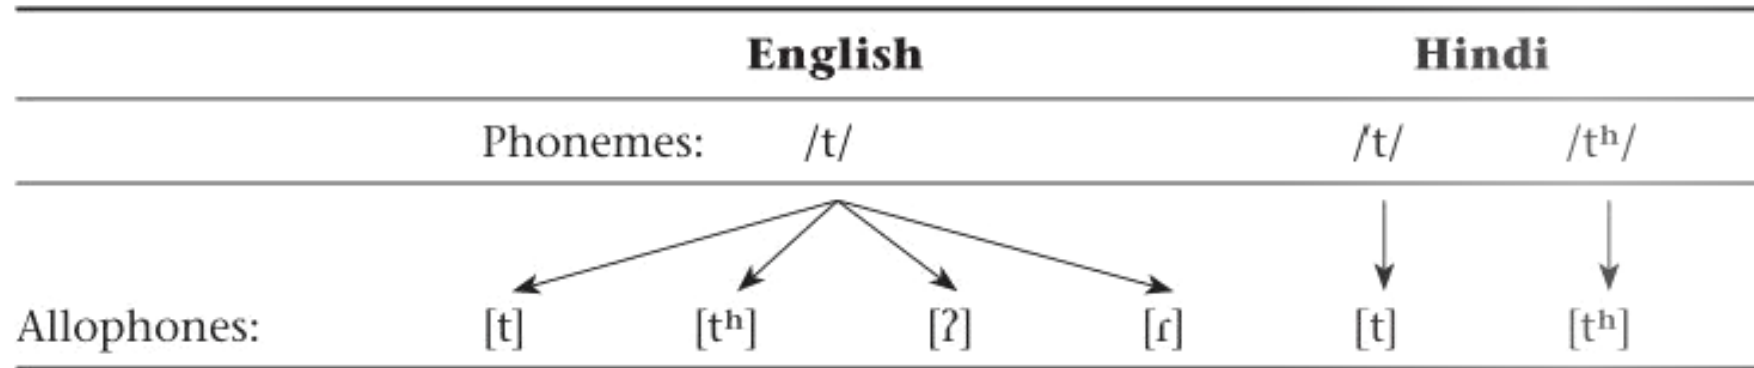 English Hindi
Phonemes: /t/ /t/ /tʰ/
Allophones: [t] [tʰ] [ʔ] [ɾ] [t] [tʰ]